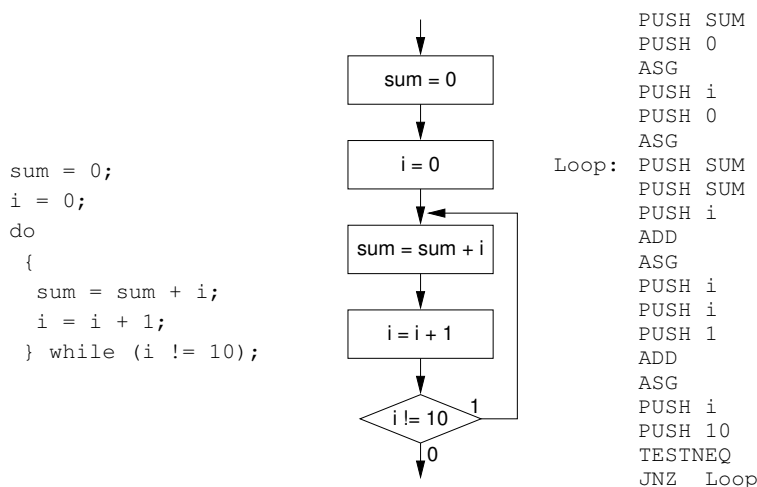 sum = 0;
i = 0;
do
{
sum = sum + i;
i = i + 1;
} while (i != 10);
sum = 0
i = 0
sum = sum + i
i = i + 1
i != 10
1
0
PUSH SUM
PUSH 0
ASG
PUSH i
PUSH 0
ASG
Loop: PUSH SUM
PUSH SUM
PUSH i
ADD
ASG
PUSH i
PUSH i
PUSH 1
ADD
ASG
PUSH i
PUSH 10
TESTNEQ
JNZ Loop